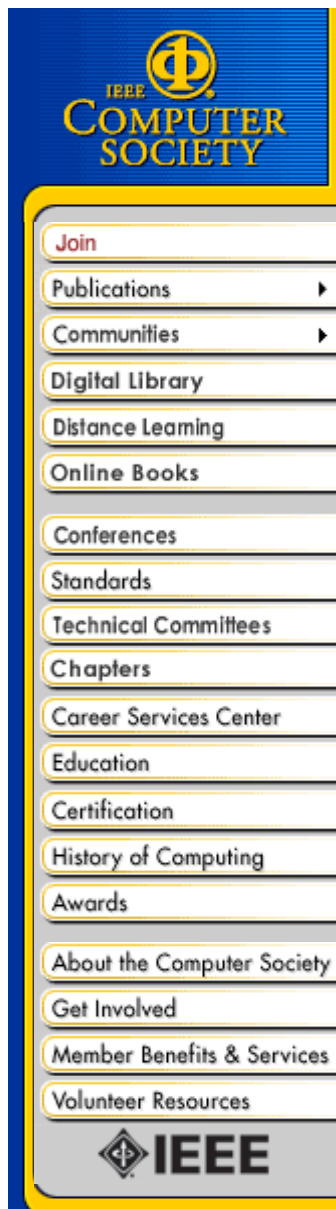 IEEE
COMPUTER
SOCIETY
Join
Publications
Communities
Digital Library
Distance Learning
Online Books
Conferences
Standards
Technical Committees
Chapters
Career Services Center
Education
Certification
History of Computing
Awards
About the Computer Society
Get Involved
Member Benefits & Services
Volunteer Resources
IEEE